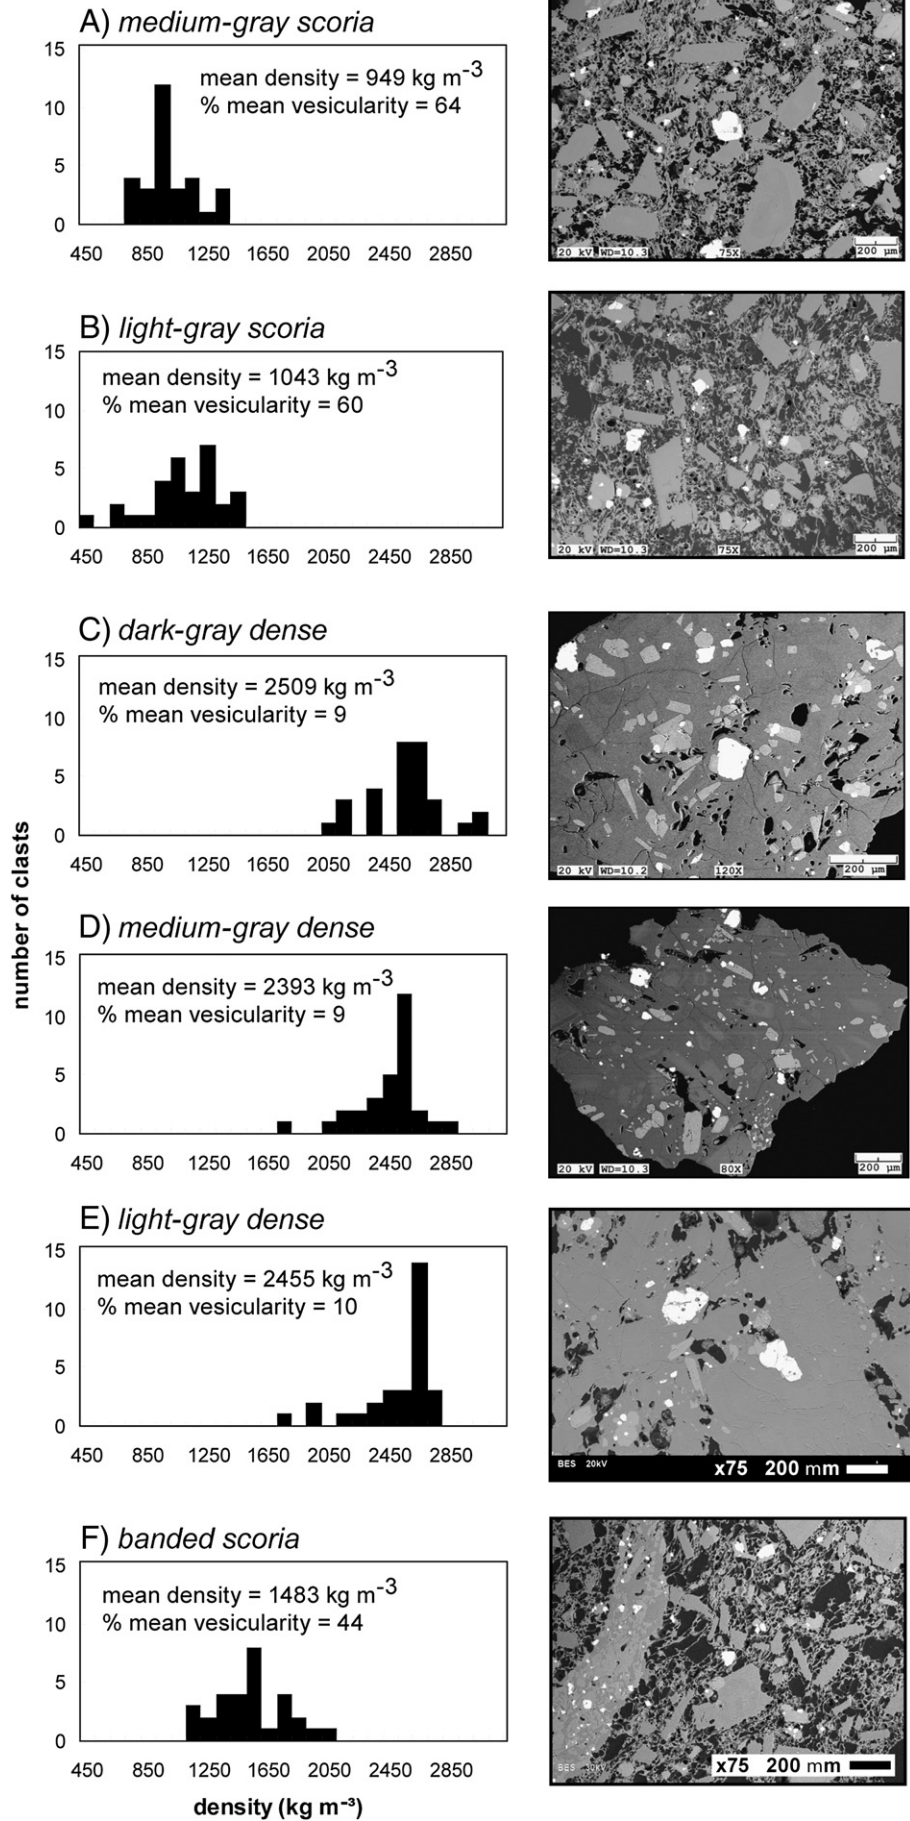 A) medium-gray scoria
15
mean density = 949 kg m-3
% mean vesicularity = 64
10
5
0
450 850 1250 1650 2050 2450 2850
20 kV WD=10.3 75X 200 µm
B) light-gray scoria
15
mean density = 1043 kg m-3
% mean vesicularity = 60
10
5
0
450 850 1250 1650 2050 2450 2850
20 kV WD=10.3 75X 200 µm
C) dark-gray dense
15
mean density = 2509 kg m-3
% mean vesicularity = 9
10
5
0
450 850 1250 1650 2050 2450 2850
20 kV WD=10.2 120X 200 µm
number of clasts
D) medium-gray dense
15
mean density = 2393 kg m-3
% mean vesicularity = 9
10
5
0
450 850 1250 1650 2050 2450 2850
20 kV WD=10.3 80X 200 µm
E) light-gray dense
15
mean density = 2455 kg m-3
% mean vesicularity = 10
10
5
0
450 850 1250 1650 2050 2450 2850
BES 20kV x75 200 mm
F) banded scoria
15
mean density = 1483 kg m-3
% mean vesicularity = 44
10
5
0
450 850 1250 1650 2050 2450 2850
BES x75 200 mm
density (kg m-³)